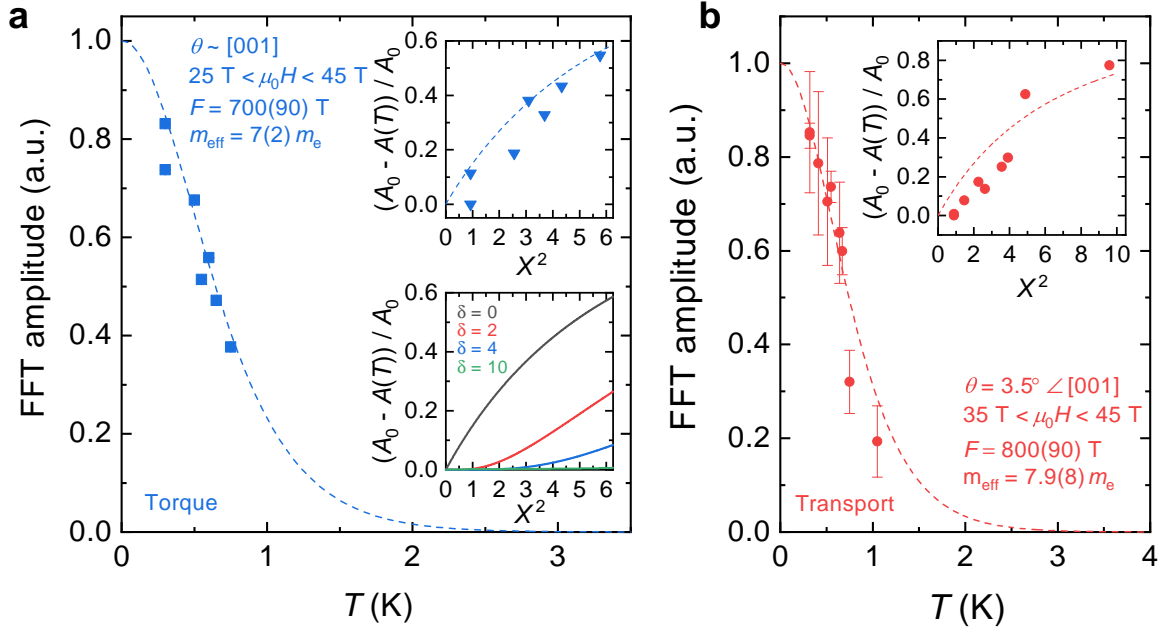 a
FFT amplitude (a.u.)
1.0
0.8
0.6
0.4
0.2
0.0
0
1
2
3
T (K)
θ ~ [001]
25 T < μ₀H < 45 T
F = 700(90) T
m_eff = 7(2) m_e
Torque
(A₀ - A(T)) / A₀
0.6
0.4
0.2
0.0
0 1 2 3 4 5 6
X²
(A₀ - A(T)) / A₀
0.6
0.4
0.2
0.0
δ = 0
δ = 2
δ = 4
δ = 10
0 1 2 3 4 5 6
X²
b
FFT amplitude (a.u.)
1.0
0.8
0.6
0.4
0.2
0.0
0
1
2
3
4
T (K)
(A₀ - A(T)) / A₀
0.8
0.6
0.4
0.2
0.0
0 2 4 6 8 10
X²
θ = 3.5° ∠ [001]
35 T < μ₀H < 45 T
F = 800(90) T
m_eff = 7.9(8) m_e
Transport